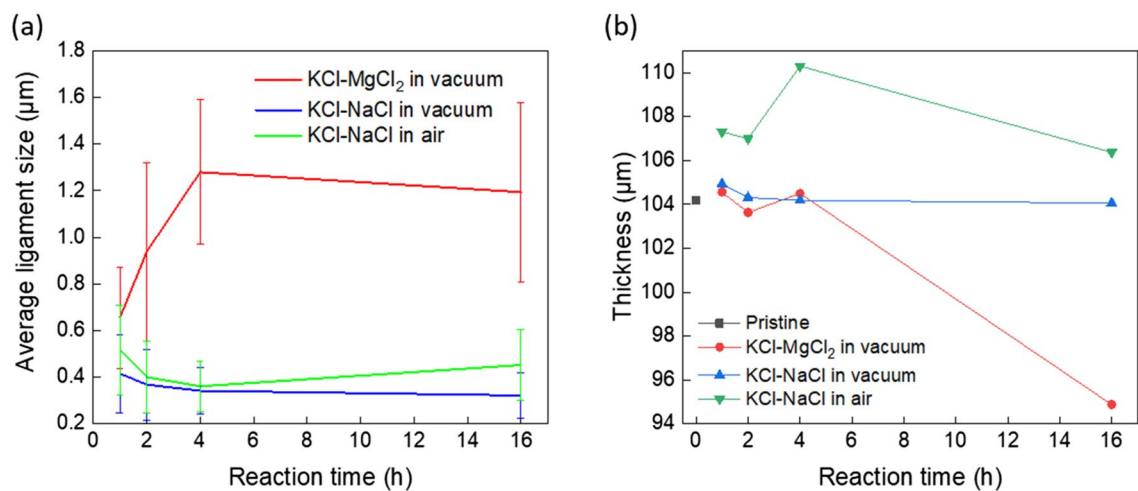 (a)
1.8
1.6
1.4
1.2
1.0
0.8
0.6
0.4
0.2
0 2 4 6 8 10 12 14 16
Average ligament size (μm)
Reaction time (h)
KCl-MgCl₂ in vacuum
KCl-NaCl in vacuum
KCl-NaCl in air
(b)
110
108
106
104
102
100
98
96
94
0 2 4 6 8 10 12 14 16
Thickness (μm)
Reaction time (h)
Pristine
KCl-MgCl₂ in vacuum
KCl-NaCl in vacuum
KCl-NaCl in air